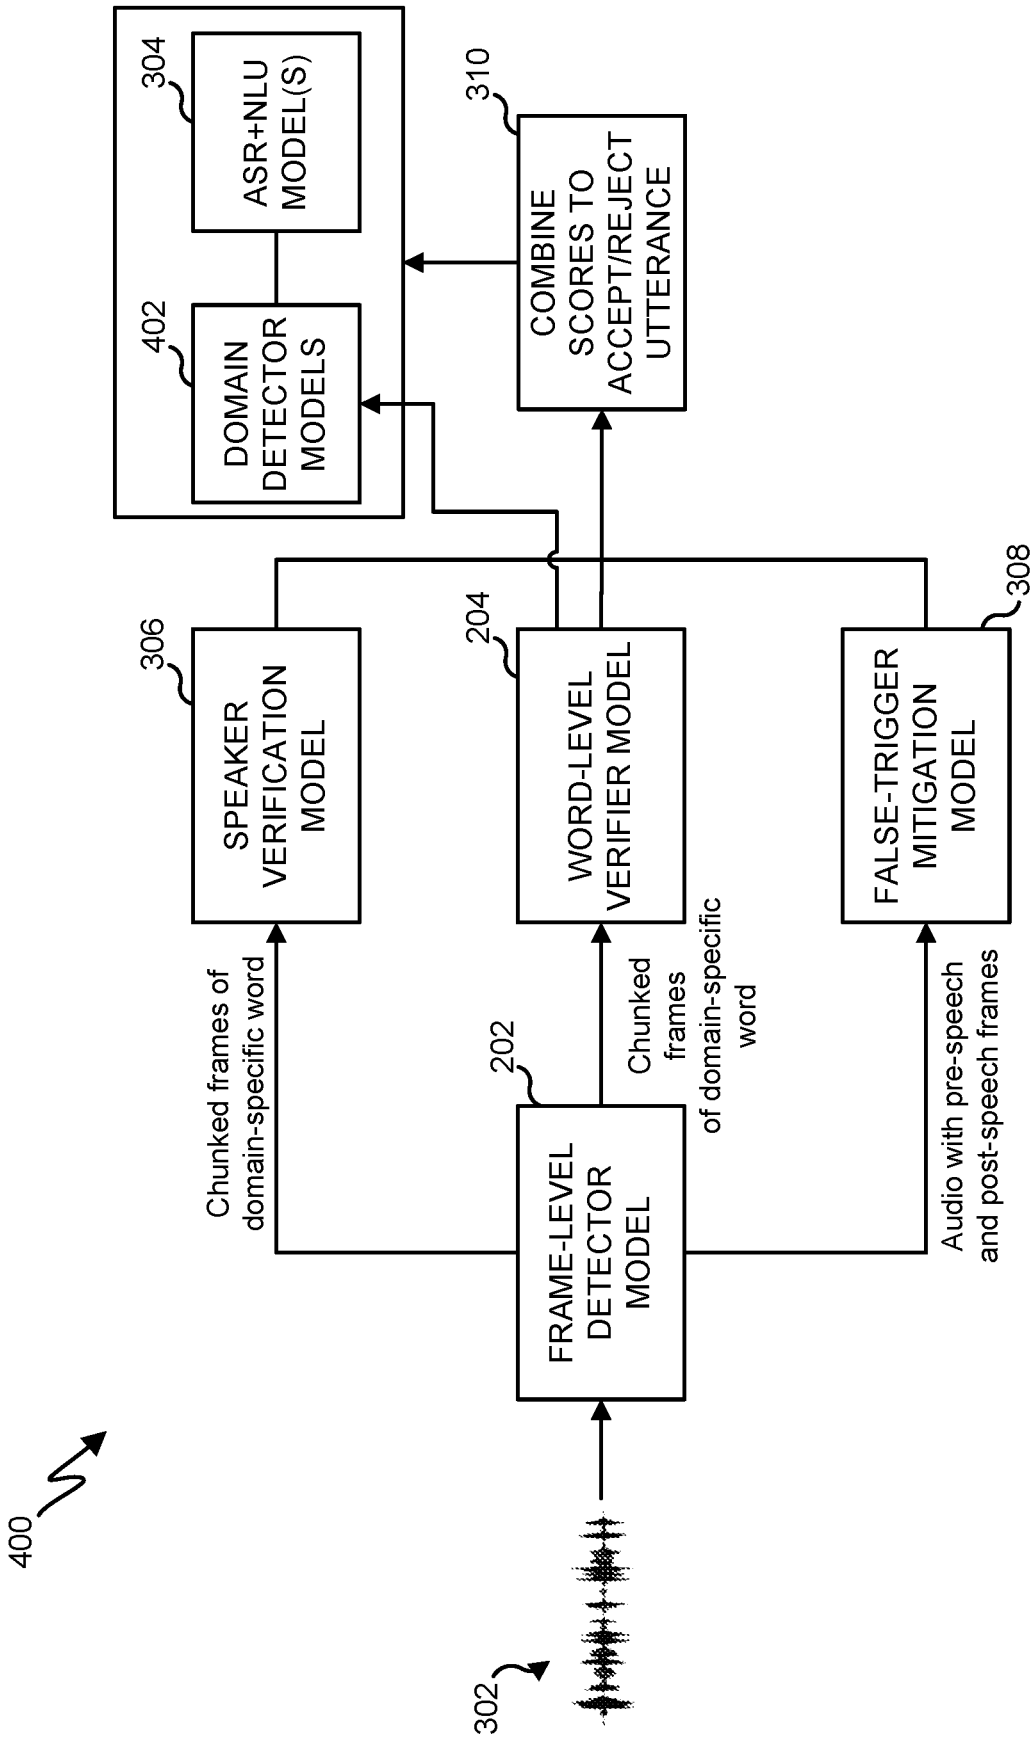 400
302
FRAME-LEVEL
DETECTOR
MODEL
202
Chunked frames of
domain-specific word
Chunked
frames
of domain-specific
word
Audio with pre-speech
and post-speech frames
SPEAKER
VERIFICATION
MODEL
306
WORD-LEVEL
VERIFIER MODEL
204
FALSE-TRIGGER
MITIGATION
MODEL
308
DOMAIN
DETECTOR
MODELS
402
ASR+NLU
MODEL(S)
304
COMBINE
SCORES TO
ACCEPT/REJECT
UTTERANCE
310